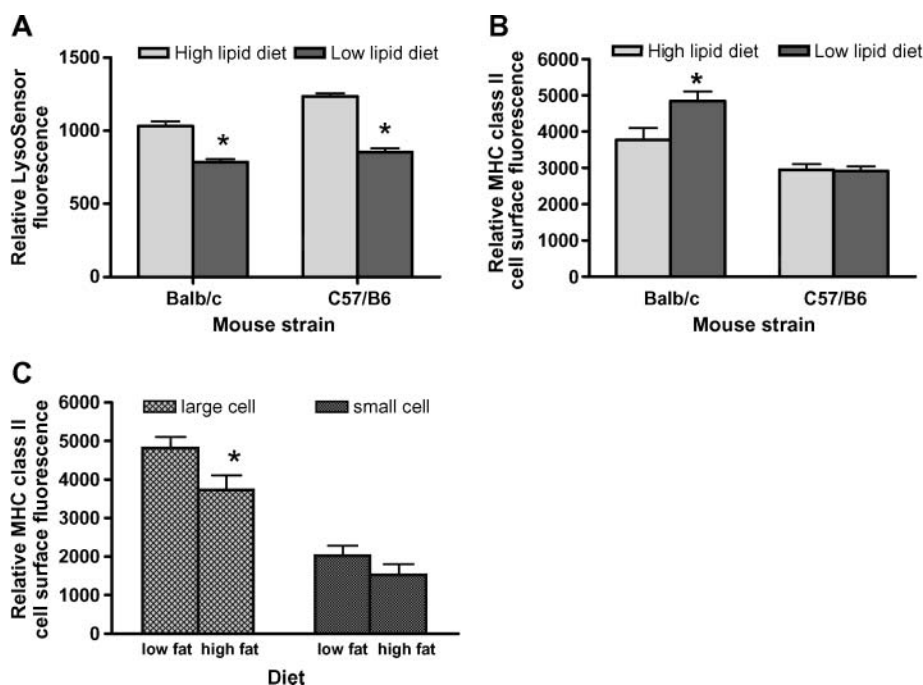 A
High lipid diet Low lipid diet
Relative LysoSensor
fluorescence
1500
1000
500
0
Balb/c C57/B6
Mouse strain
*
*
B
High lipid diet Low lipid diet
Relative MHC class II
cell surface fluorescence
6000
5000
4000
3000
2000
1000
0
Balb/c C57/B6
Mouse strain
*
C
large cell small cell
Relative MHC class II
cell surface fluorescence
6000
5000
4000
3000
2000
1000
0
low fat high fat low fat high fat
Diet
*